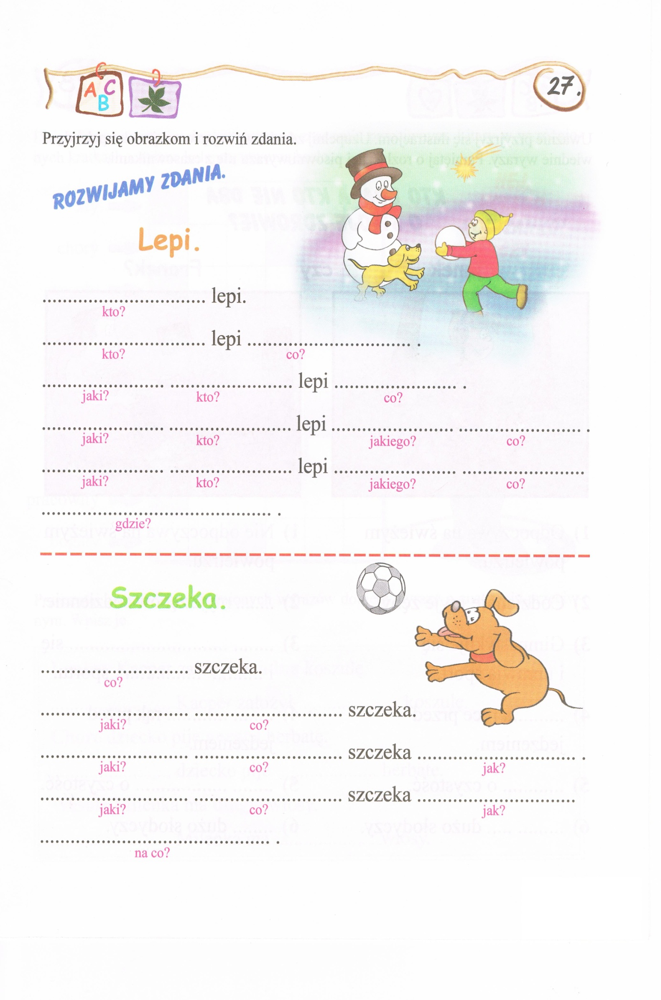 A C
B
27.
Przyjrzyj się obrazkom i rozwiń zdania.
ROZWIJAMY ZDANIA.
Lepi.
................................. lepi.
kto?
................................. lepi ................................. .
kto? co?
......................... ......................... lepi ......................... .
jaki? kto? co?
......................... ......................... lepi ......................... ......................... .
jaki? kto? jakiego? co?
......................... ......................... lepi ......................... .........................
jaki? kto? jakiego? co?
............................................... .
gdzie?
Szczeka.
.............................. szczeka.
co?
.............................. .............................. szczeka.
jaki? co?
.............................. .............................. szczeka ................................ .
jaki? co? jak?
.............................. .............................. szczeka ................................
jaki? co? jak?
............................................... .
na co?